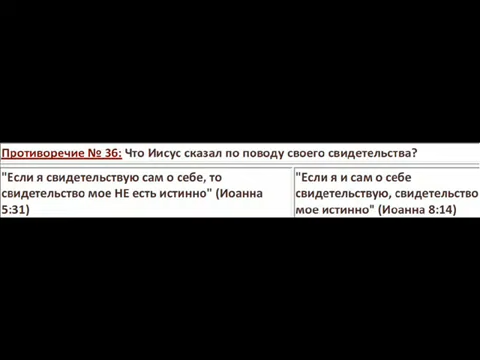 Противоречие № 36: Что Иисус сказал по поводу своего свидетельства?
"Если я свидетельствую сам о себе, то
свидетельство мое НЕ есть истинно" (Иоанна
5:31)
"Если я и сам о себе
свидетельствую, свидетельство
мое истинно" (Иоанна 8:14)